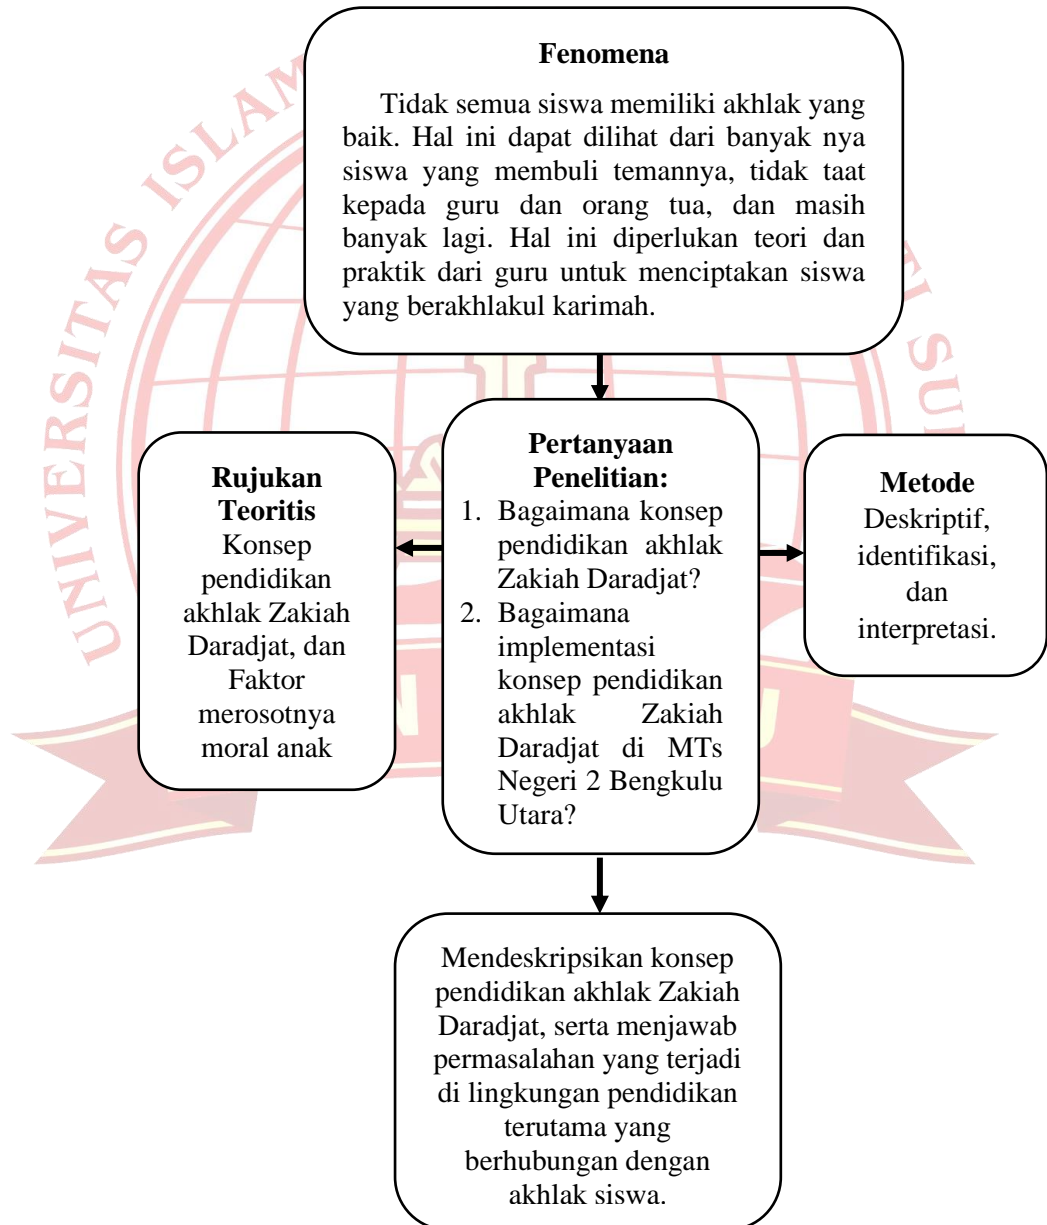 Fenomena
Tidak semua siswa memiliki akhlak yang
baik. Hal ini dapat dilihat dari banyak nya
siswa yang membuli temannya, tidak taat
kepada guru dan orang tua, dan masih
banyak lagi. Hal ini diperlukan teori dan
praktik dari guru untuk menciptakan siswa
yang berakhlakul karimah.
Rujukan
Teoritis
Konsep
pendidikan
akhlak Zakiah
Daradjat, dan
Faktor
merosotnya
moral anak
Pertanyaan
Penelitian:
1. Bagaimana konsep
pendidikan akhlak
Zakiah Daradjat?
2. Bagaimana
implementasi
konsep pendidikan
akhlak Zakiah
Daradjat di MTs
Negeri 2 Bengkulu
Utara?
Metode
Deskriptif,
identifikasi,
dan
interpretasi.
Mendeskripsikan konsep
pendidikan akhlak Zakiah
Daradjat, serta menjawab
permasalahan yang terjadi
di lingkungan pendidikan
terutama yang
berhubungan dengan
akhlak siswa.
UNIVERSITAS ISLAM